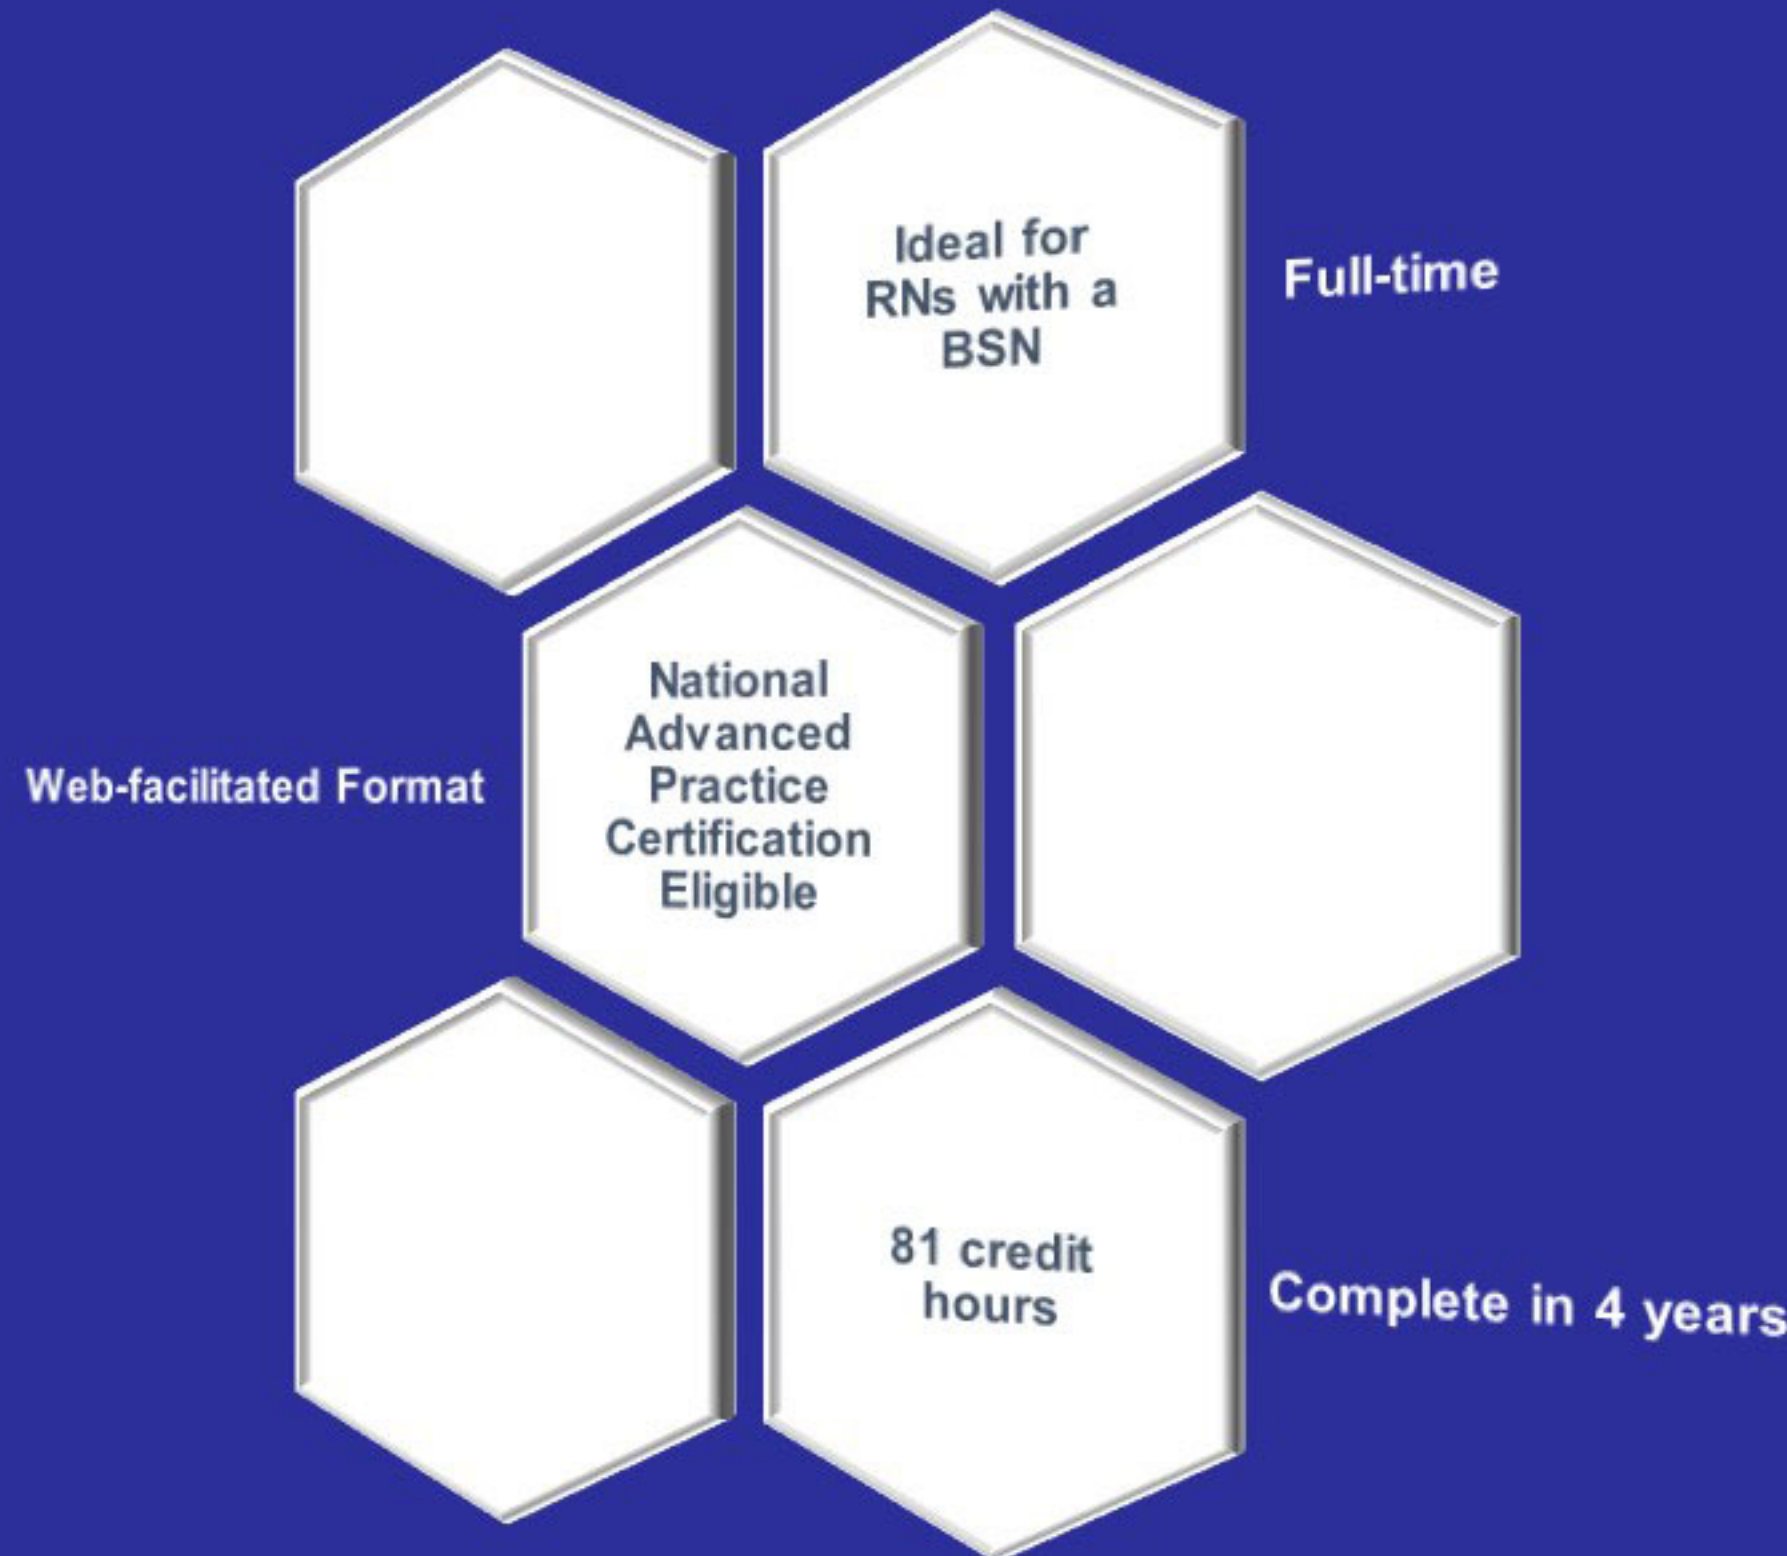 Ideal for
RNs with a
BSN
Full-time
Web-facilitated Format
National
Advanced
Practice
Certification
Eligible
81 credit
hours
Complete in 4 years